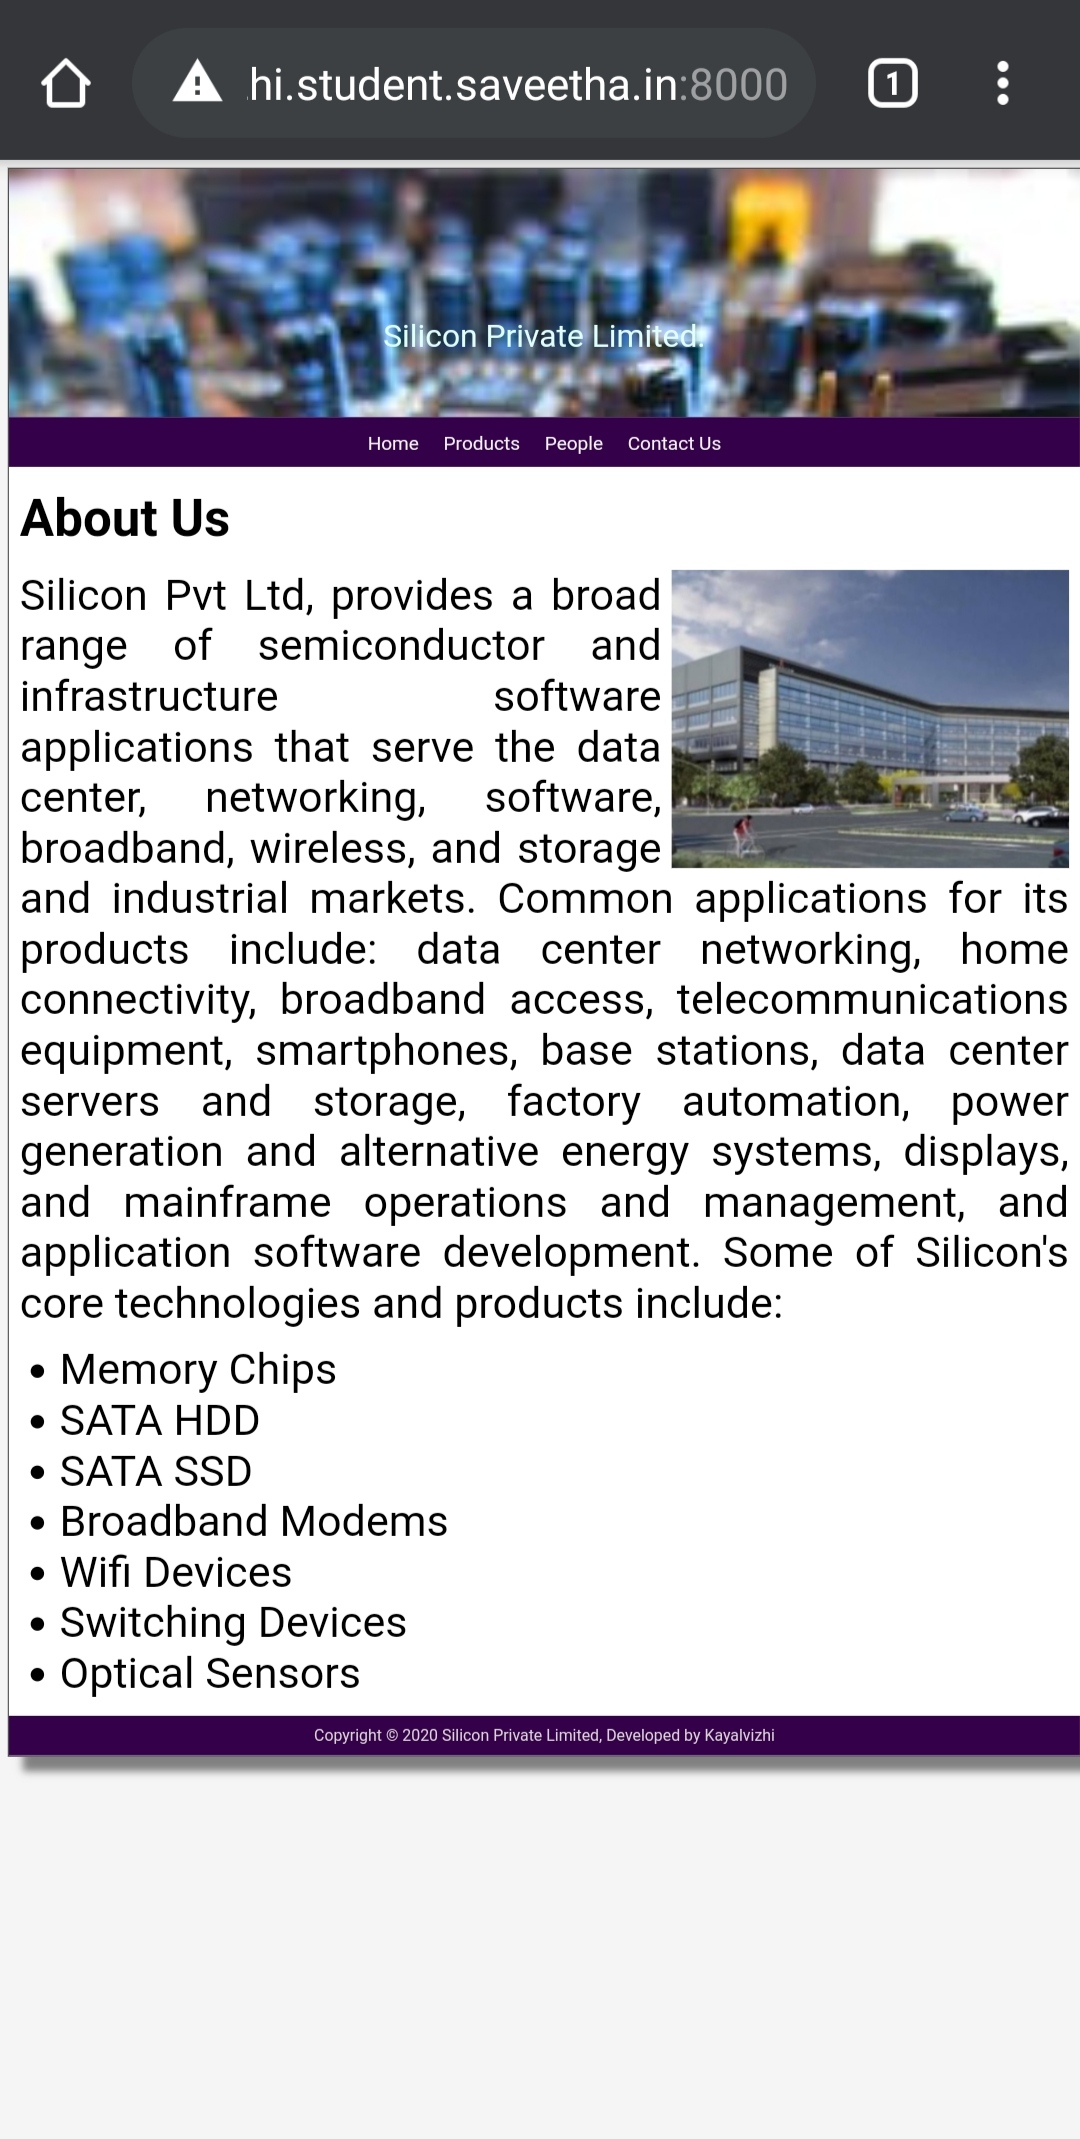 .hi.student.saveetha.in:8000
1
Silicon Private Limited.
Home Products People Contact Us
About Us
Silicon Pvt Ltd, provides a broad
range of semiconductor and
infrastructure software
applications that serve the data
center, networking, software,
broadband, wireless, and storage
and industrial markets. Common applications for its
products include: data center networking, home
connectivity, broadband access, telecommunications
equipment, smartphones, base stations, data center
servers and storage, factory automation, power
generation and alternative energy systems, displays,
and mainframe operations and management, and
application software development. Some of Silicon's
core technologies and products include:
• Memory Chips
• SATA HDD
• SATA SSD
• Broadband Modems
• Wifi Devices
• Switching Devices
• Optical Sensors
Copyright © 2020 Silicon Private Limited, Developed by Kayalvizhi